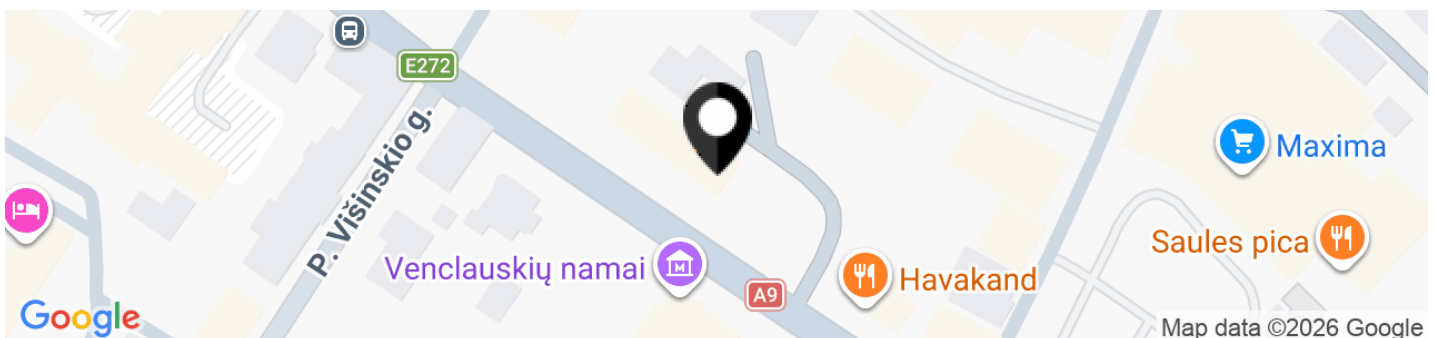 E272
P. Višinskio g.
Maxima
Saules pica
Venclauskių namai
M
Havakand
A9
Google
Map data ©2026 Google